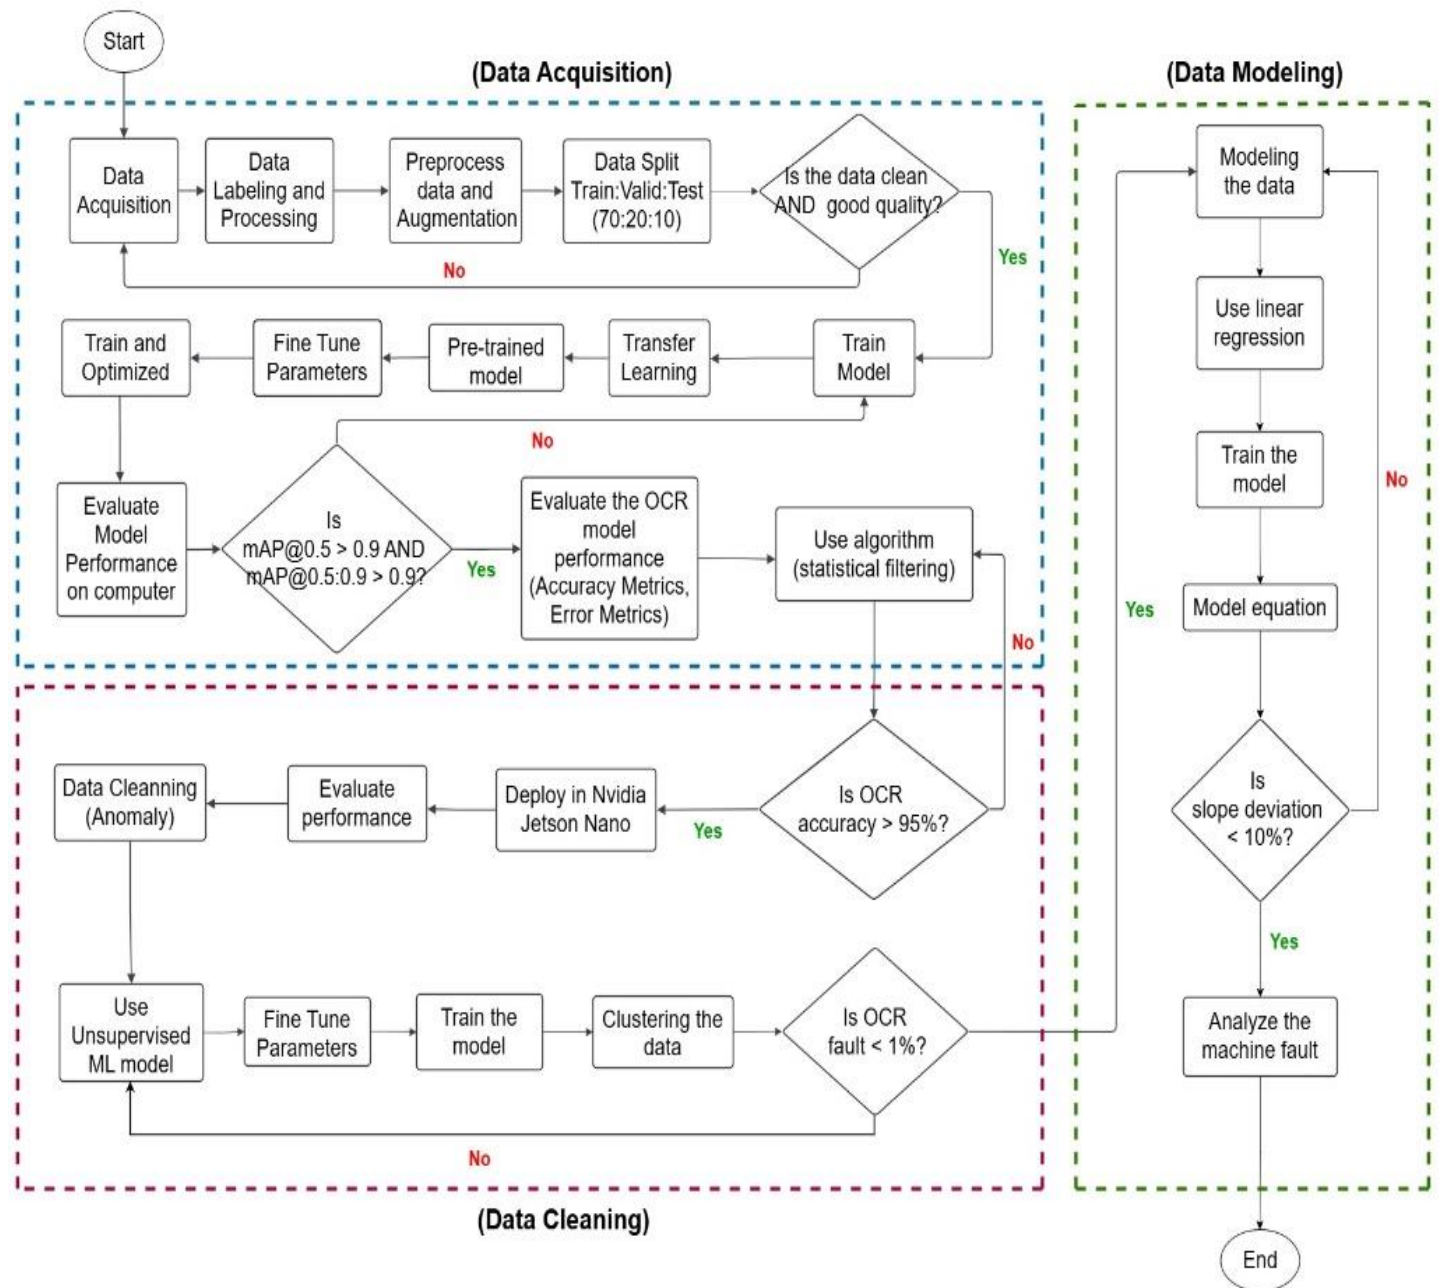 Start
(Data Acquisition)
(Data Modeling)
Data
Acquisition
Data
Labeling and
Processing
Preprocess
data and
Augmentation
Data Split
Train:Valid:Test
(70:20:10)
Is the data clean
AND good quality?
Yes
No
Train
Model
Transfer
Learning
Pre-trained
model
Fine Tune
Parameters
Train and
Optimized
No
Evaluate
Model
Performance
on computer
Is
mAP@0.5 > 0.9 AND
mAP@0.5:0.9 > 0.9?
Yes
Evaluate the OCR
model
performance
(Accuracy Metrics,
Error Metrics)
Use algorithm
(statistical filtering)
No
Is OCR
accuracy > 95%?
Yes
Deploy in Nvidia
Jetson Nano
Evaluate
performance
Data Cleanning
(Anomaly)
Use
Unsupervised
ML model
Fine Tune
Parameters
Train the
model
Clustering the
data
Is OCR
fault < 1%?
No
(Data Cleaning)
Yes
Modeling
the data
Use linear
regression
Train the
model
Model equation
No
Is
slope deviation
< 10%?
Yes
Analyze the
machine fault
End